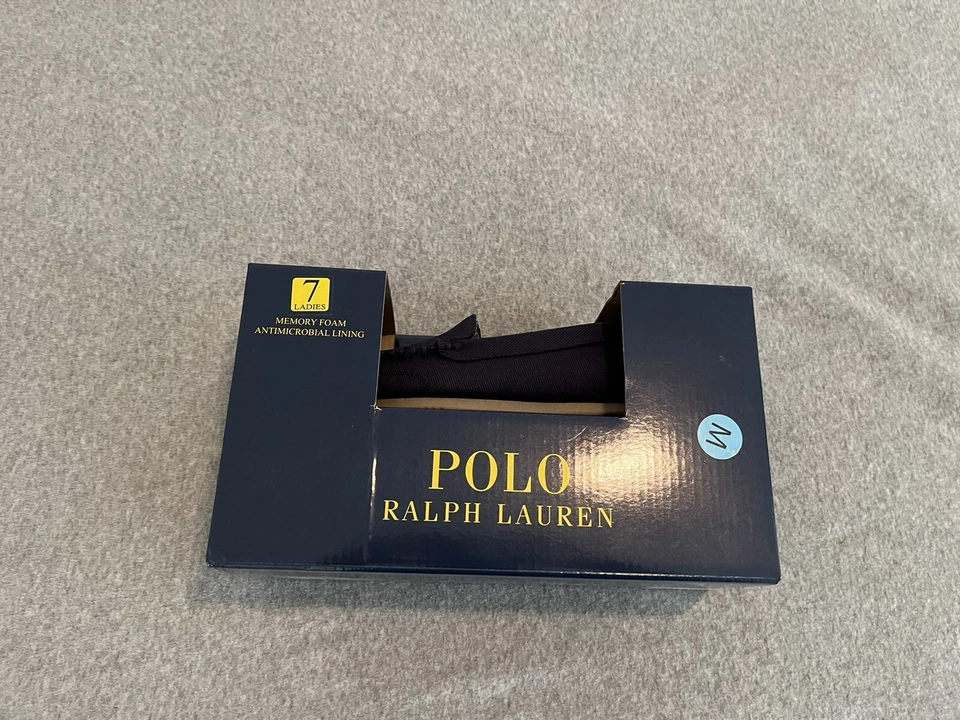 7
LADIES
MEMORY FOAM
ANTIMICROBIAL LINING
POLO
RALPH LAUREN
M